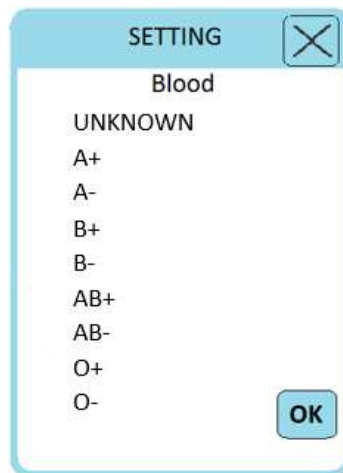 SETTING
Blood
UNKNOWN
A+
A-
B+
B-
AB+
AB-
O+
O-
OK